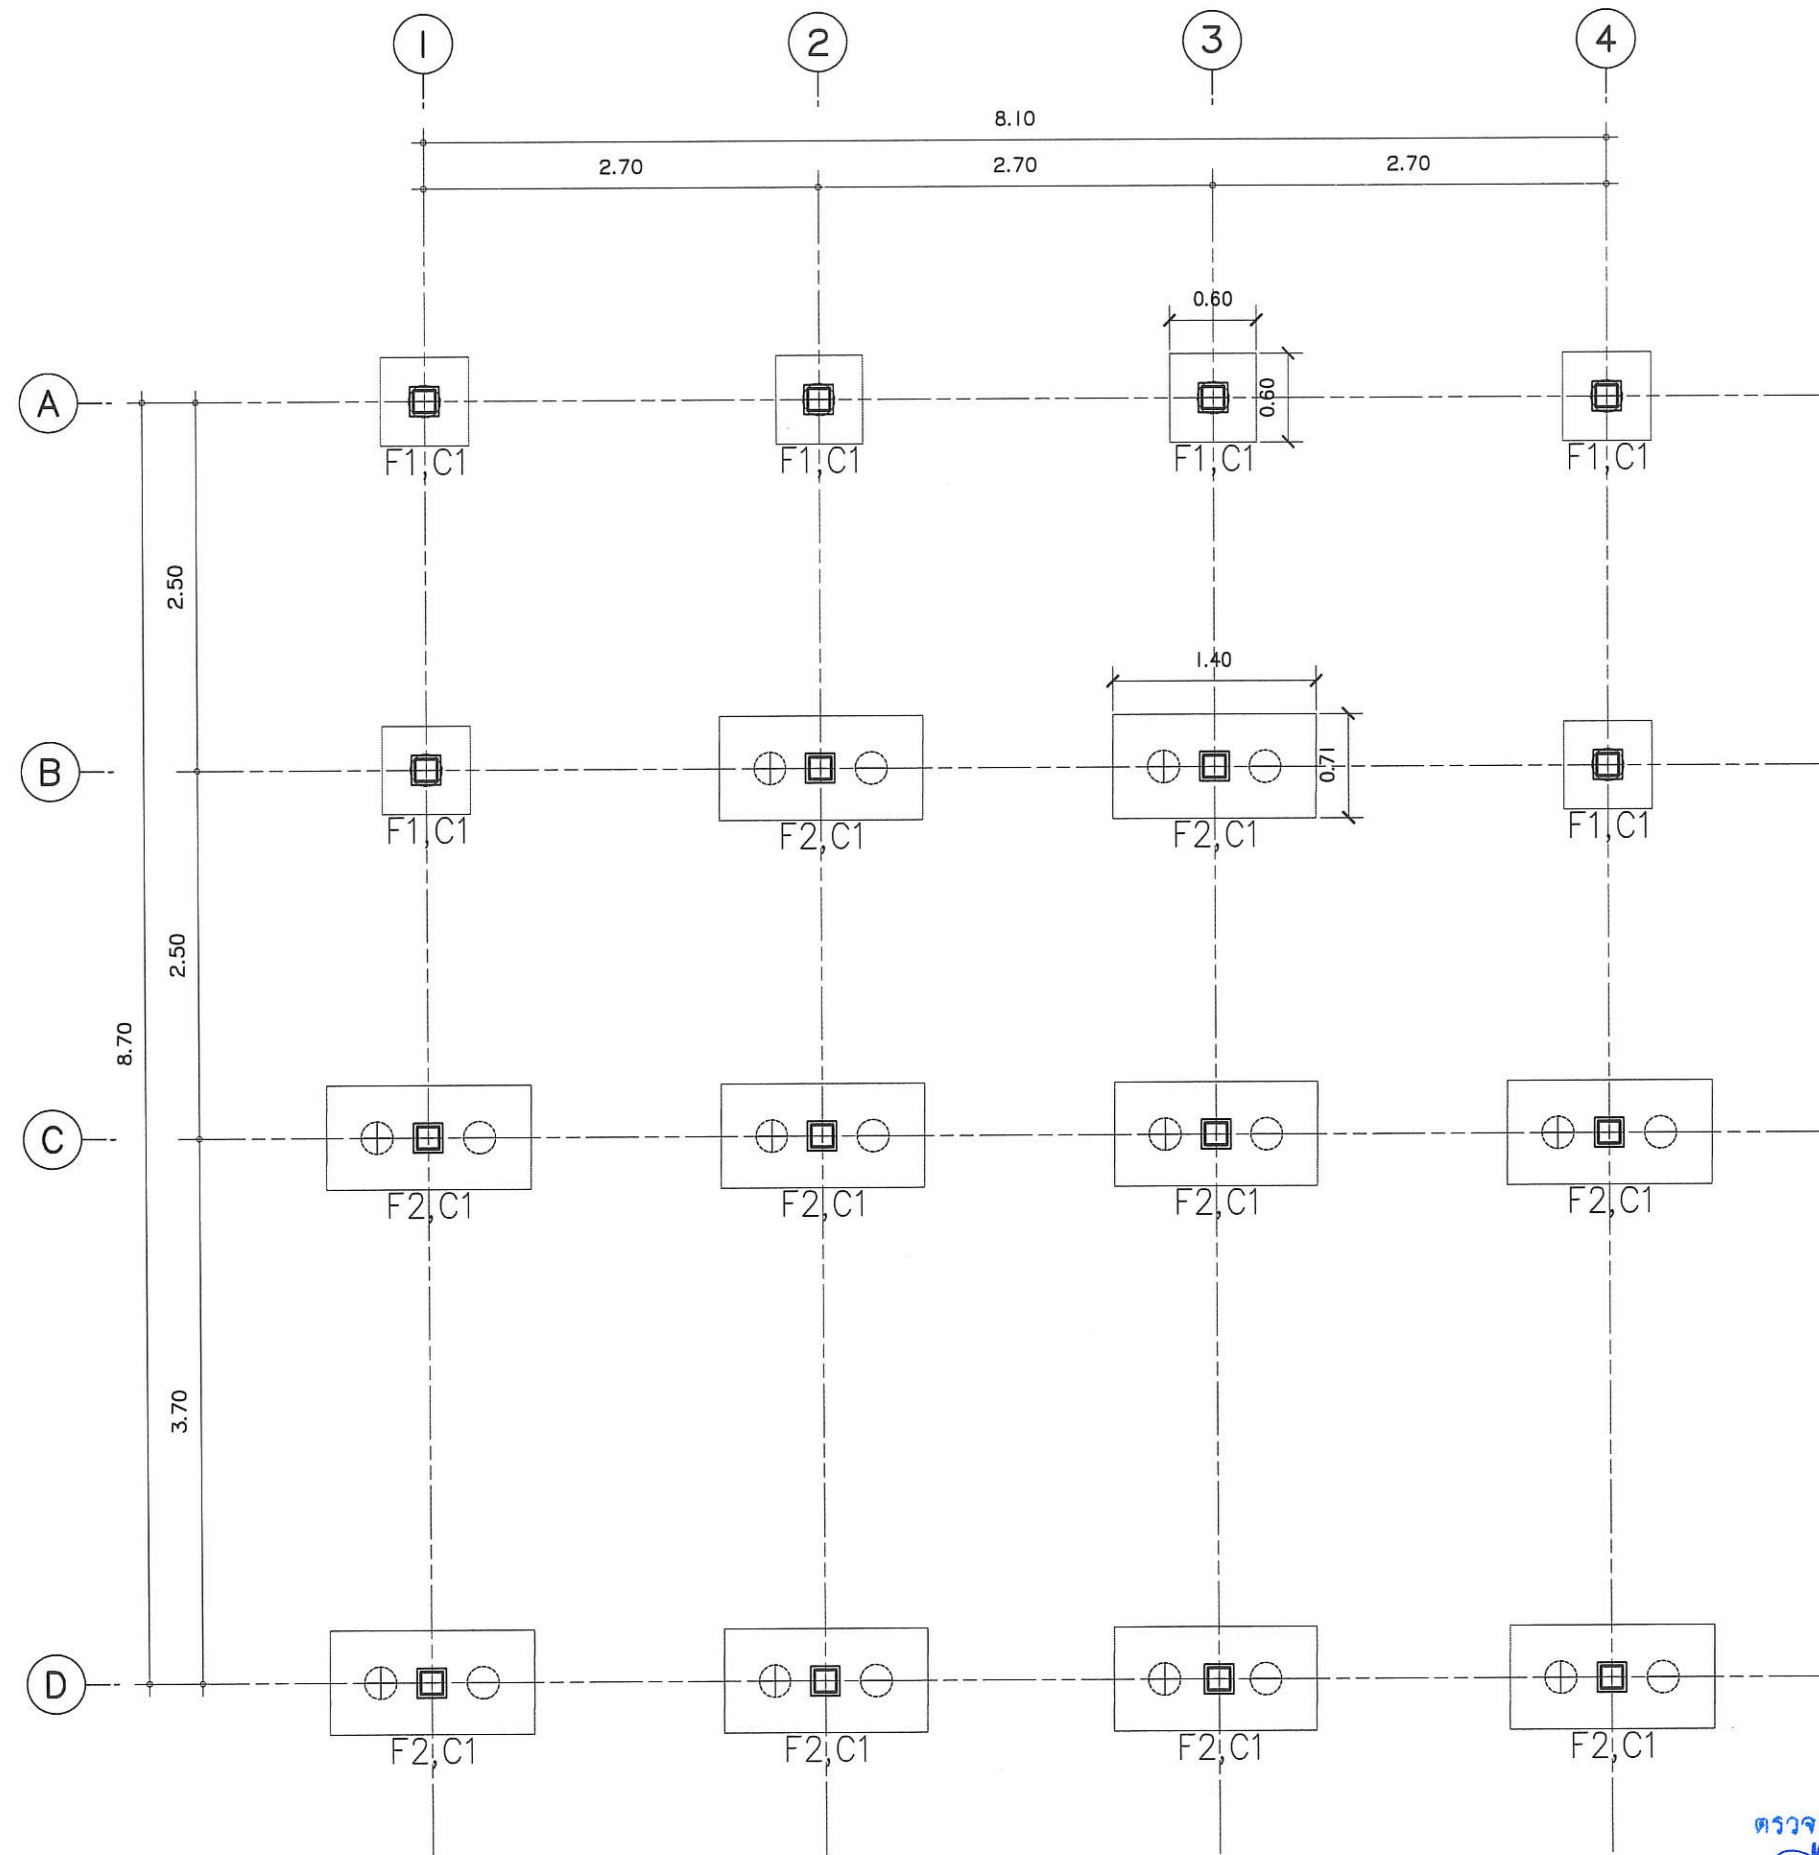 1 2 3 4
8.10
2.70 2.70 2.70
0.60
A
0.60
F1,C1 F1,C1 F1,C1 F1,C1
2.50
1.40
B
0.71
F1,C1 F2,C1 F2,C1 F1,C1
2.50
8.70
C
F2,C1 F2,C1 F2,C1 F2,C1
3.70
D
F2,C1 F2,C1 F2,C1 F2,C1
ตรวจ